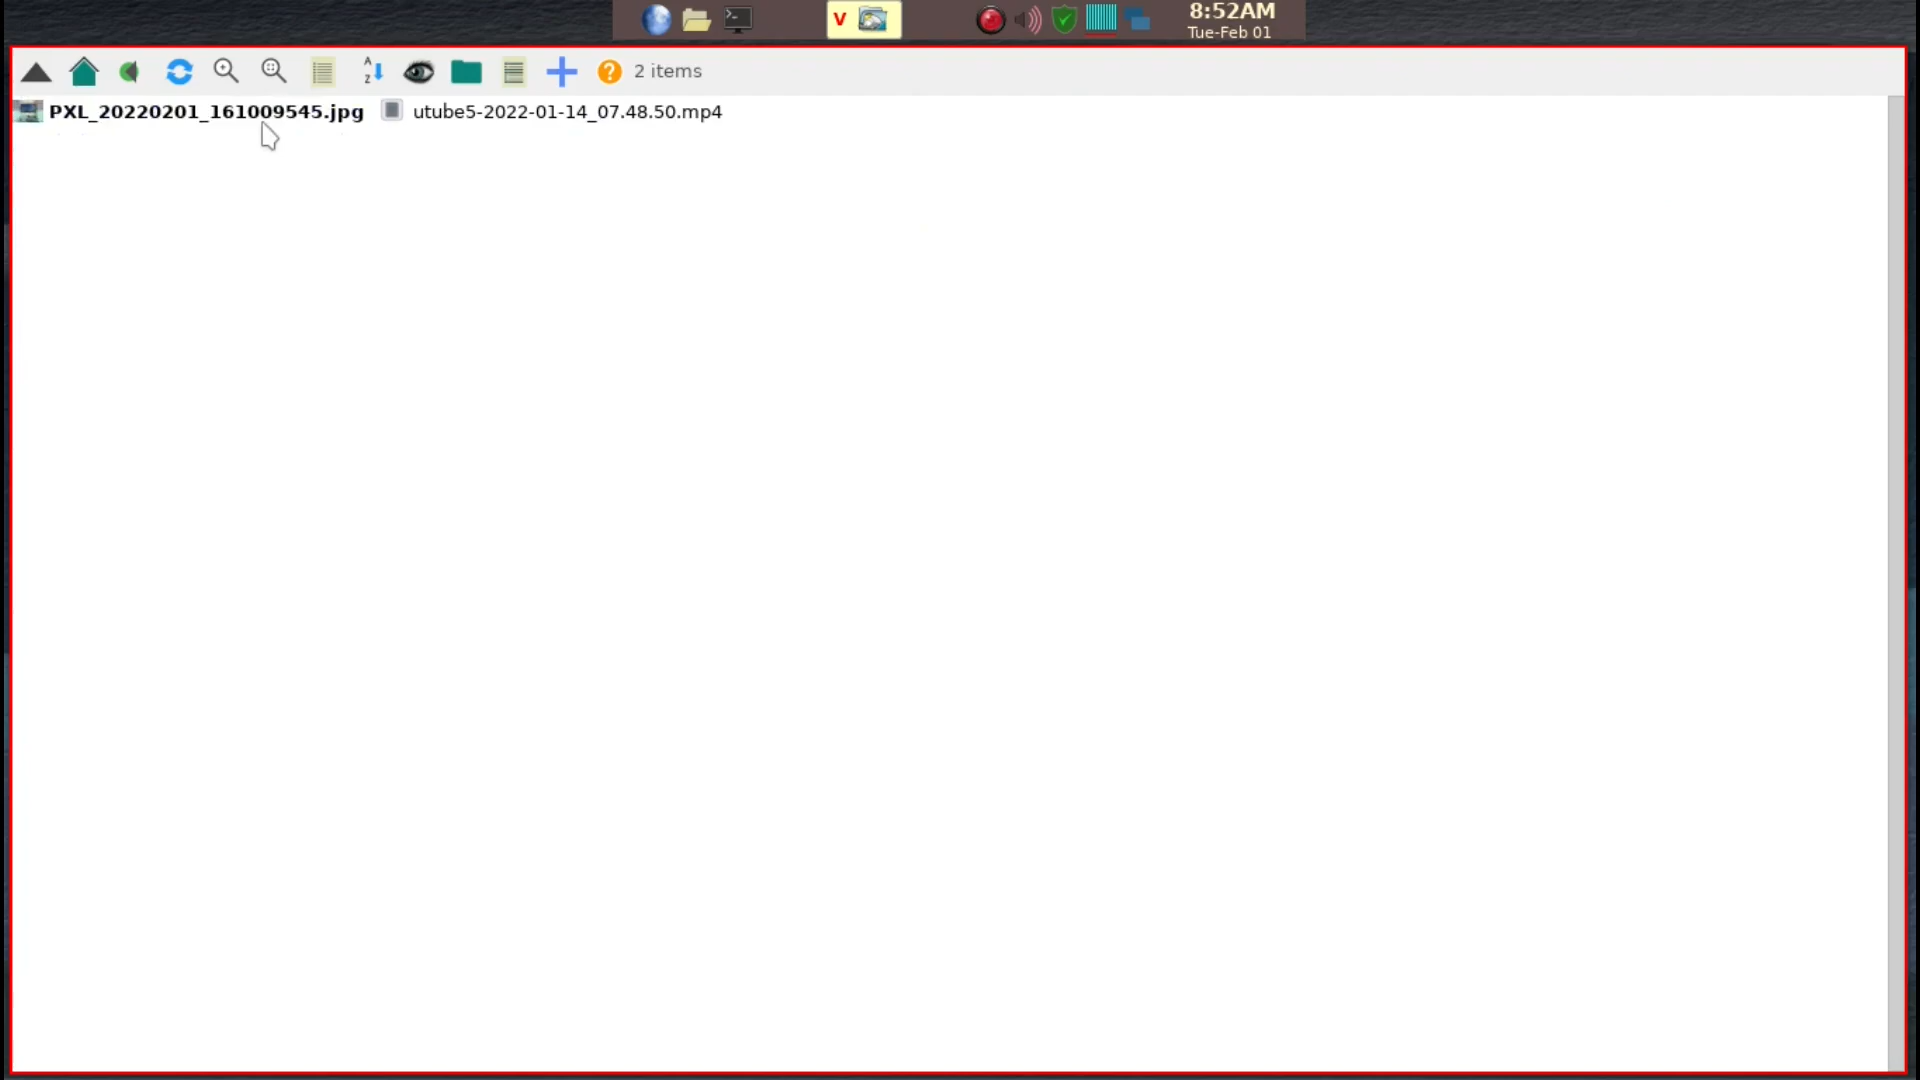 V
8:52AM
Tue-Feb 01
A
Z
? 2 items
PXL_20220201_161009545.jpg
utube5-2022-01-14_07.48.50.mp4